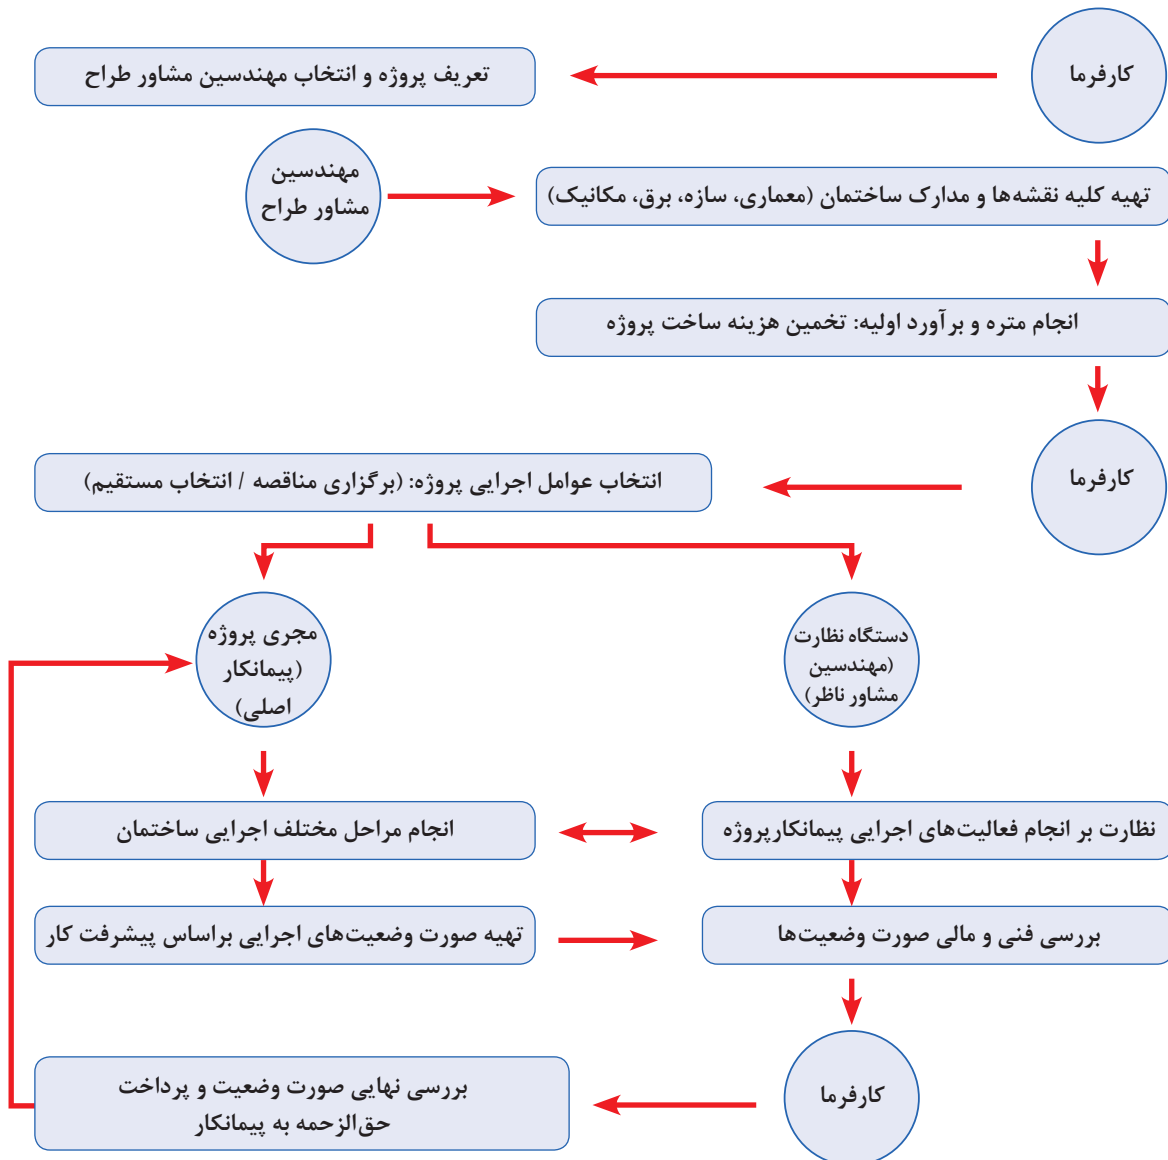 کارفرما
تعریف پروژه و انتخاب مهندسین مشاور طراح
مهندسین
مشاور طراح
تهیه کلیه نقشه‌ها و مدارک ساختمان (معماری، سازه، برق، مکانیک)
انجام متره و برآورد اولیه: تخمین هزینه ساخت پروژه
کارفرما
انتخاب عوامل اجرایی پروژه: (برگزاری مناقصه / انتخاب مستقیم)
دستگاه نظارت
(مهندسین
مشاور ناظر)
مجری پروژه
(پیمانکار
اصلی)
نظارت بر انجام فعالیت‌های اجرایی پیمانکارپروژه
انجام مراحل مختلف اجرایی ساختمان
تهیه صورت وضعیت‌های اجرایی براساس پیشرفت کار
بررسی فنی و مالی صورت وضعیت‌ها
کارفرما
بررسی نهایی صورت وضعیت و پرداخت
حق‌الزحمه به پیمانکار